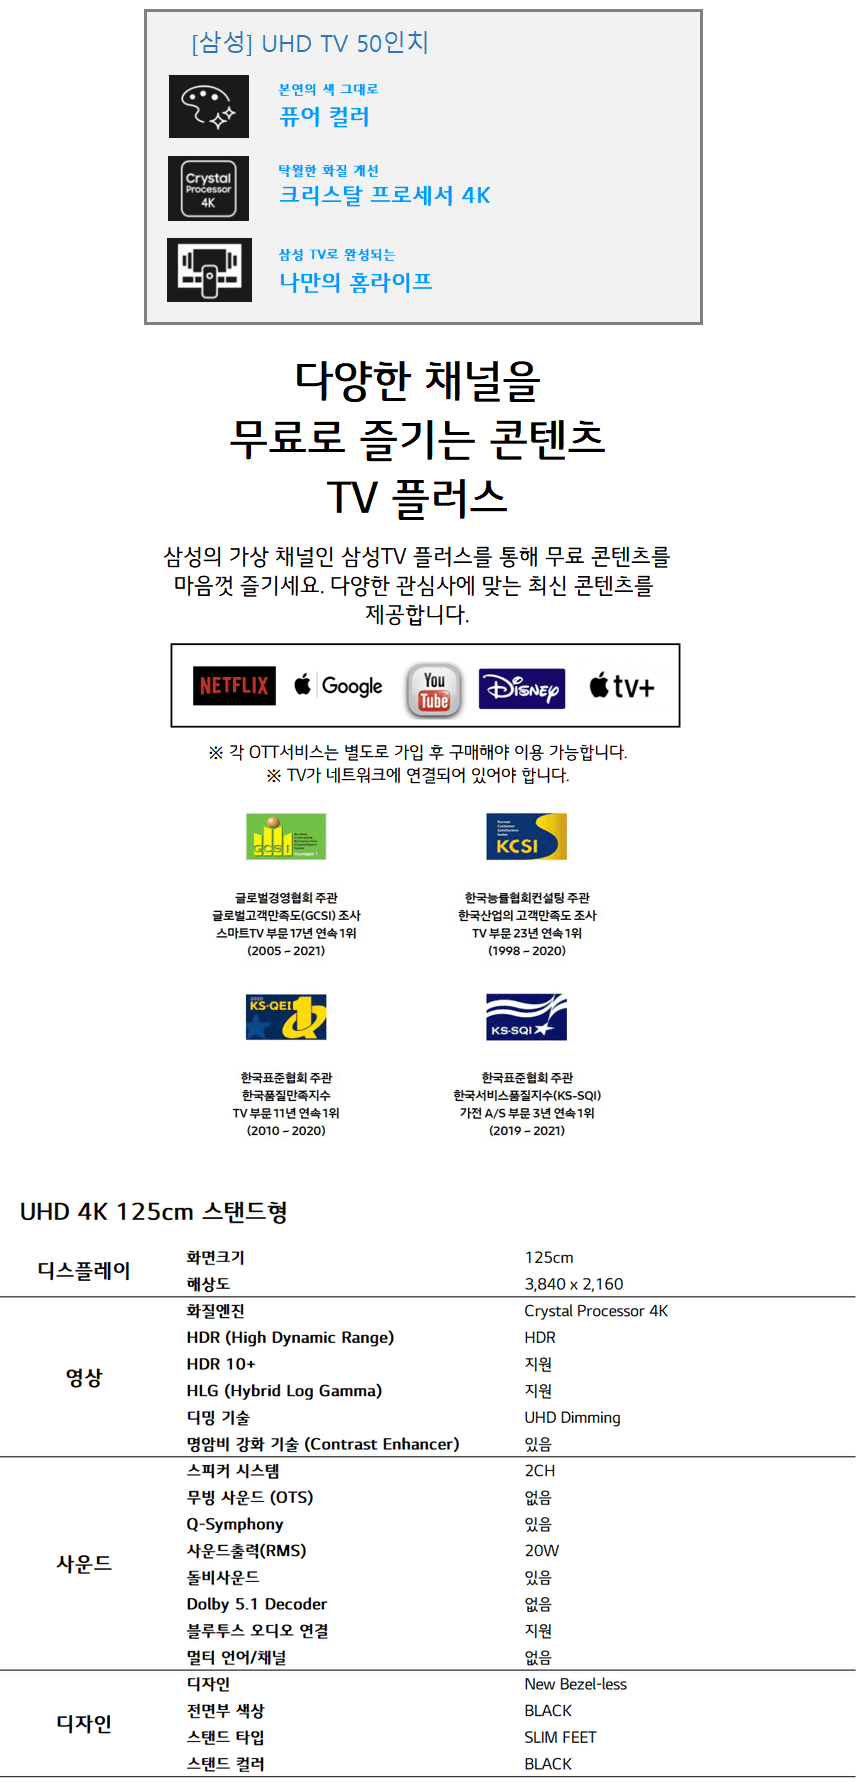 [삼성] UHD TV 50인치
본연의 색 그대로
퓨어 컬러
Crystal
Processor
4K
탁월한 화질 개선
크리스탈 프로세서 4K
삼성 TV로 완성되는
나만의 홈라이프
다양한 채널을
무료로 즐기는 콘텐츠
TV 플러스
삼성의 가상 채널인 삼성TV 플러스를 통해 무료 콘텐츠를
마음껏 즐기세요. 다양한 관심사에 맞는 최신 콘텐츠를
제공합니다.
NETFLIX Google You Tube Disney tv+
※ 각 OTT서비스는 별도로 가입 후 구매해야 이용 가능합니다.
※ TV가 네트워크에 연결되어 있어야 합니다.
GCSI
글로벌경영협회 주관
글로벌고객만족도(GCSI) 조사
스마트TV 부문 17년 연속 1위
(2005 ~ 2021)
Korean
Customer
Satisfaction
Index
KCSI
한국능률협회컨설팅 주관
한국산업의 고객만족도 조사
TV 부문 23년 연속 1위
(1998 ~ 2020)
2020
KS-QEI 1
한국표준협회 주관
한국품질만족지수
TV 부문 11년 연속 1위
(2010 ~ 2020)
KS-SQI
한국표준협회 주관
한국서비스품질지수(KS-SQI)
가전 A/S 부문 3년 연속 1위
(2019 ~ 2021)
UHD 4K 125cm 스탠드형
디스플레이
화면크기 125cm
해상도 3,840 x 2,160
영상
화질엔진 Crystal Processor 4K
HDR (High Dynamic Range) HDR
HDR 10+ 지원
HLG (Hybrid Log Gamma) 지원
디밍 기술 UHD Dimming
명암비 강화 기술 (Contrast Enhancer) 있음
사운드
스피커 시스템 2CH
무빙 사운드 (OTS) 없음
Q-Symphony 있음
사운드출력(RMS) 20W
돌비사운드 있음
Dolby 5.1 Decoder 없음
블루투스 오디오 연결 지원
멀티 언어/채널 없음
디자인
디자인 New Bezel-less
전면부 색상 BLACK
스탠드 타입 SLIM FEET
스탠드 컬러 BLACK